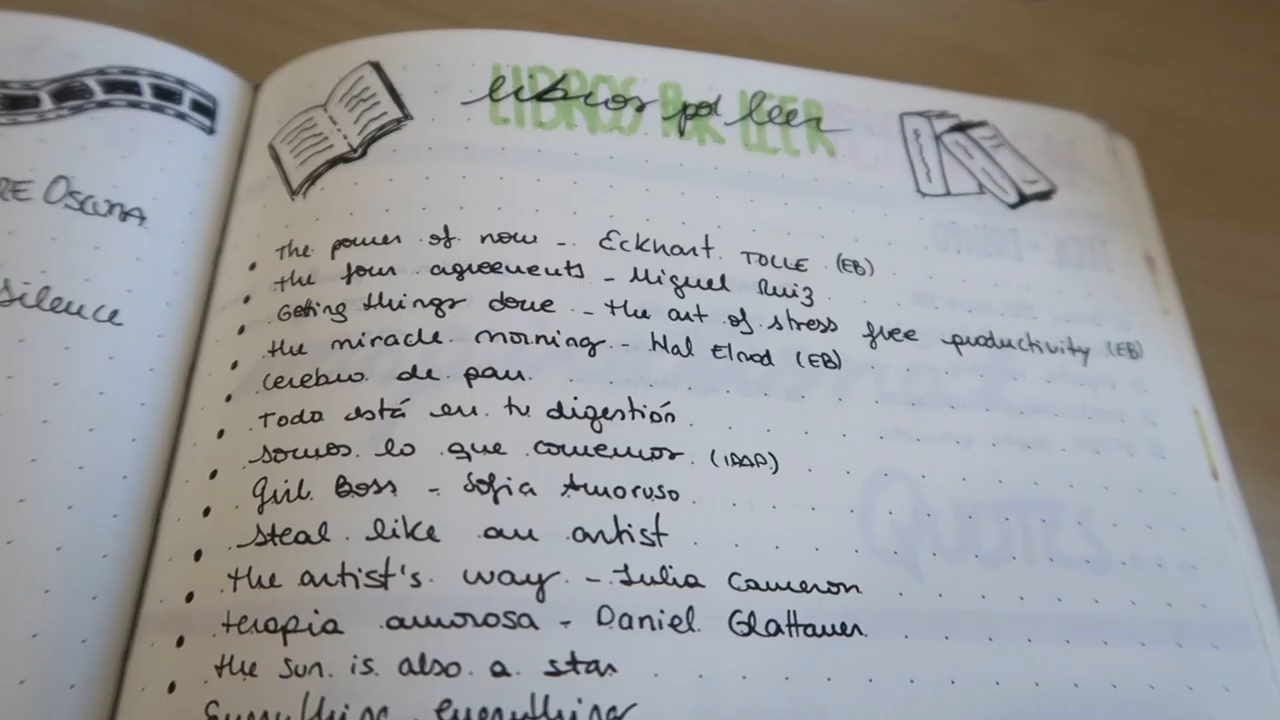 RE OSCURA
silence
LIBROS POR LEER
libros por leer
the power of now - Eckhart TOLLE (EB)
the four agreements - Miguel Ruiz
Getting things done - the art of stress free productivity (EB)
the miracle morning - Hal Elrod (EB)
cerebro de pan
Todo está en tu digestión
somos lo que comemos
Girl Boss - Sofia Amoruso
steal like an artist
the artist's way - Julia Cameron
terapia amorosa - Daniel Glattauer
the sun is also a star
Everything everything
QUOTES